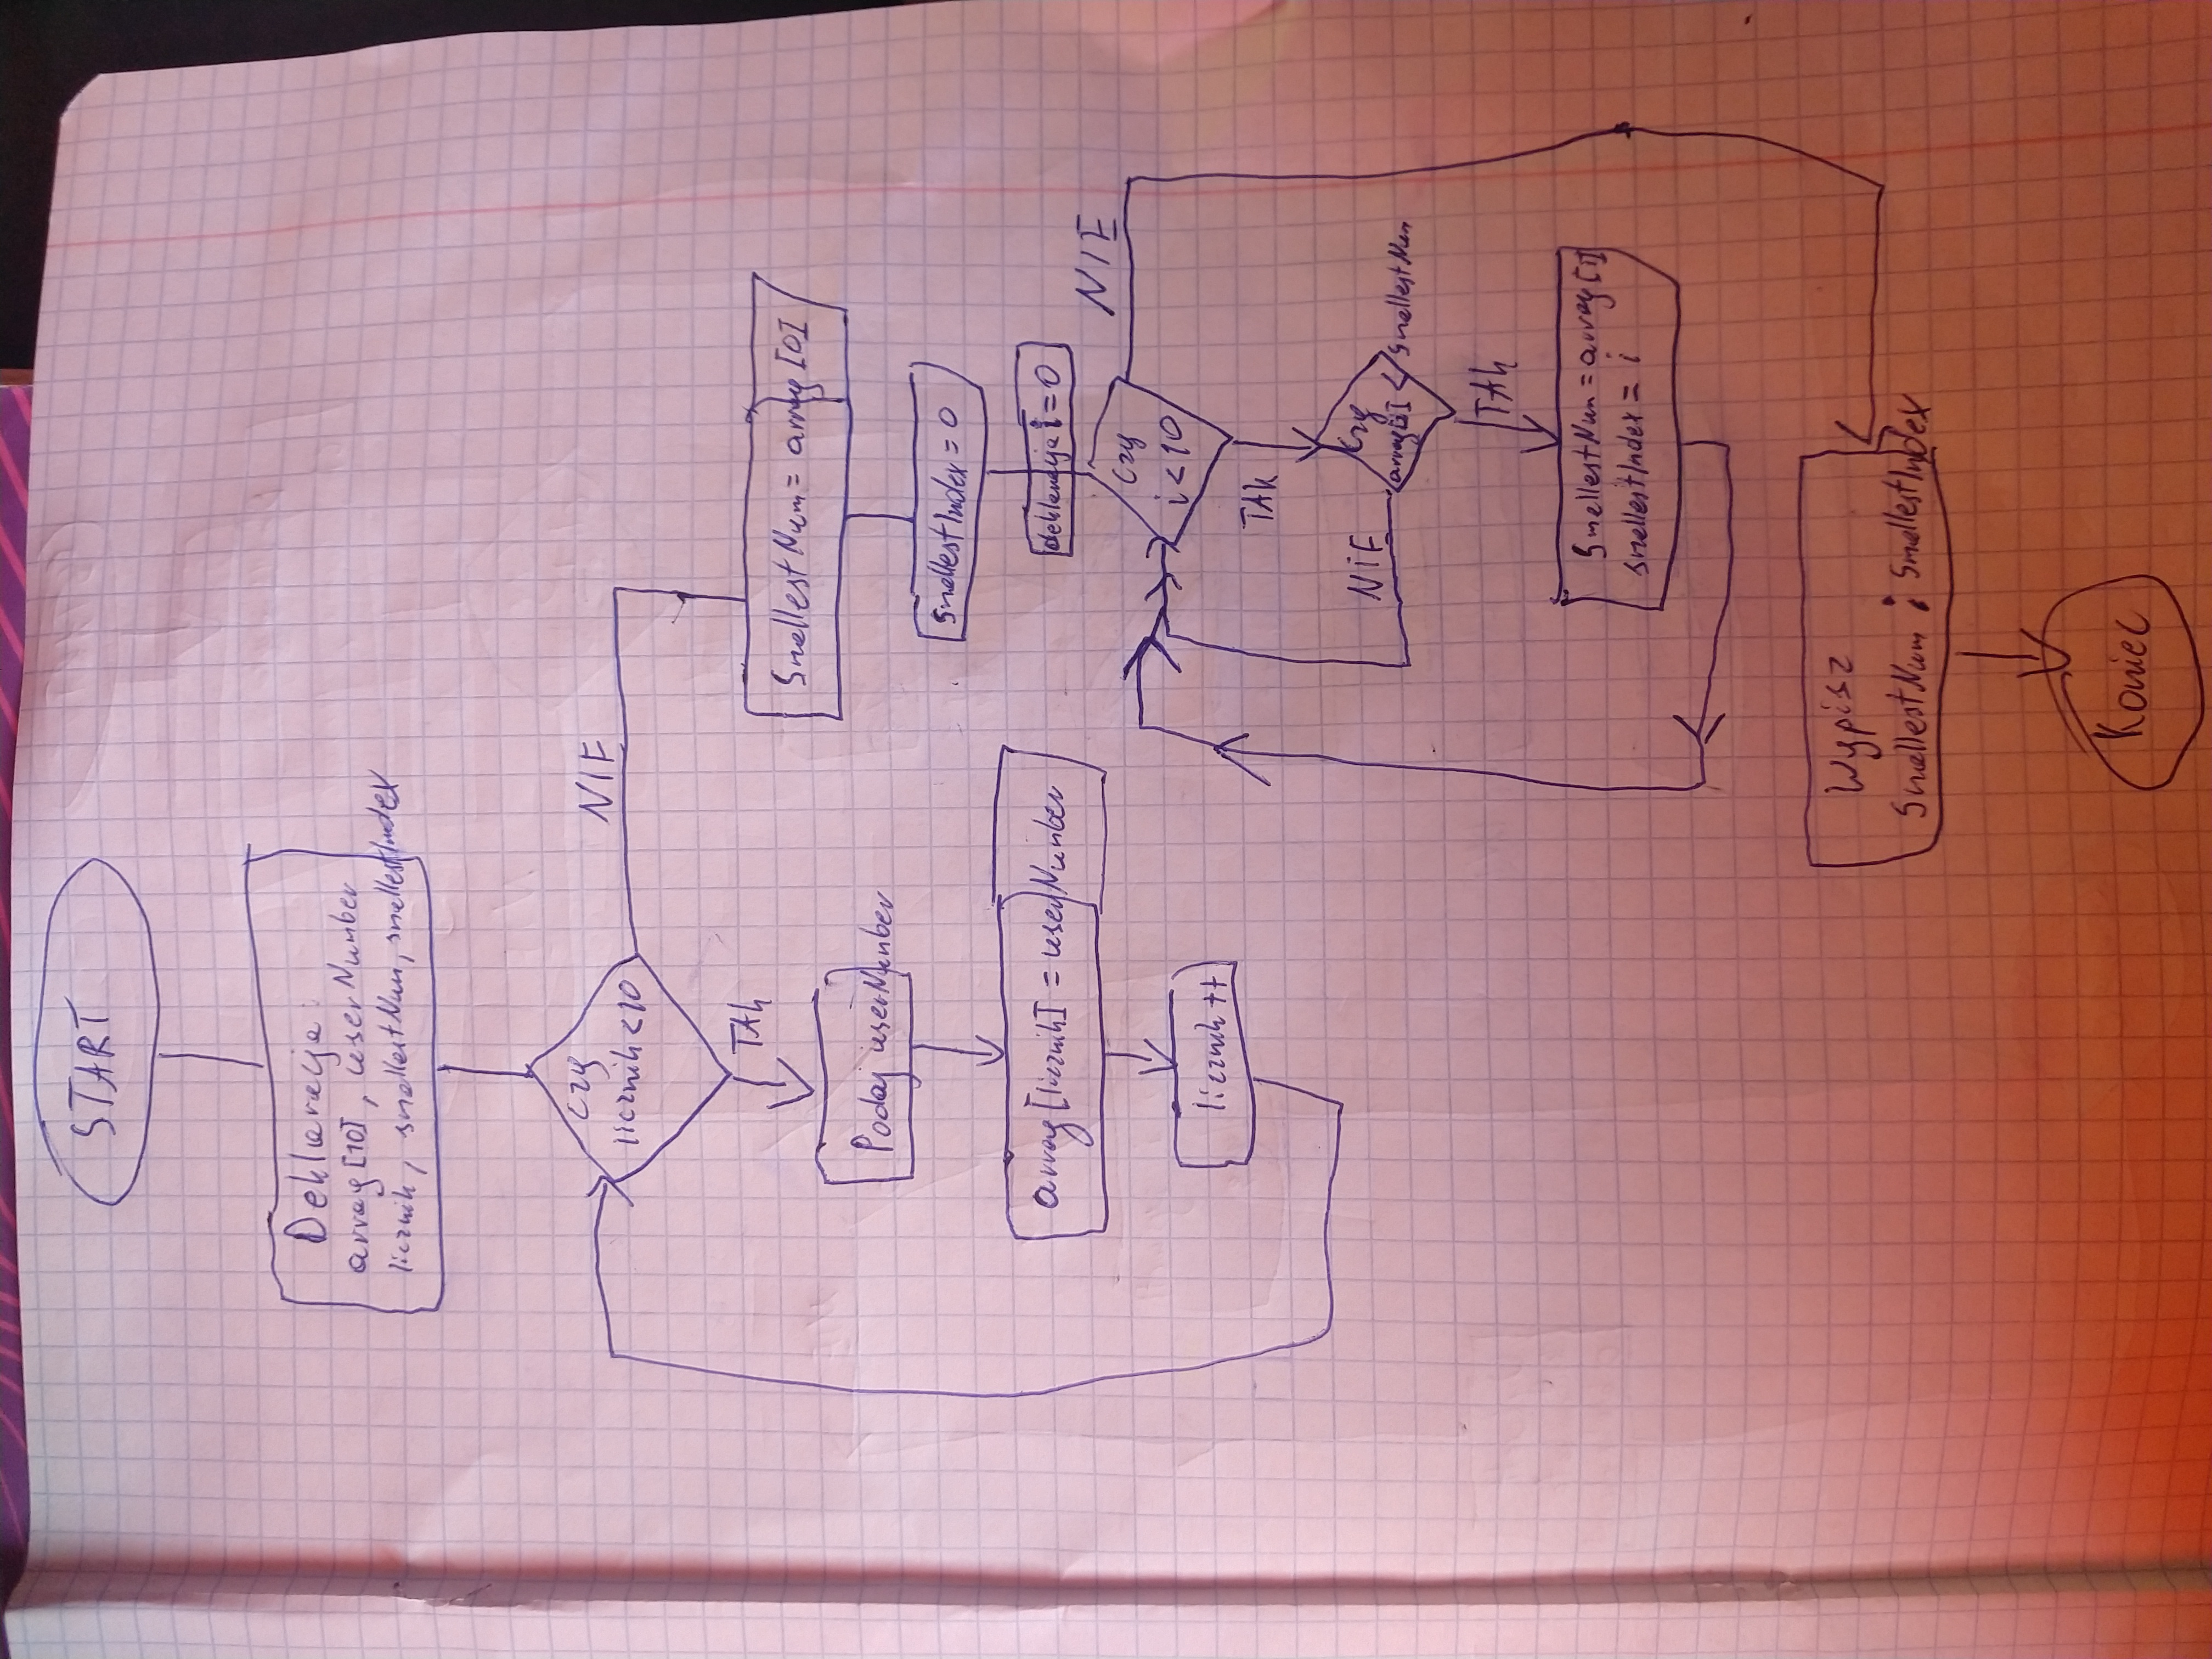 START
Deklaracja:
array[10], userNumber
licznik, smallestNum, smallestIndex
Czy
licznik<10
NIE
TAK
Podaj userNumber
array[licznik] = userNumber
licznik++
SmallestNum = array[0]
SmallestIndex = 0
deklaracja i=0
Czy
i<10
NIE
TAK
Czy
array[i] < SmallestNum
NIE
TAK
SmallestNum = array[i]
smallestIndex = i
Wypisz
SmallestNum i SmallestIndex
Koniec